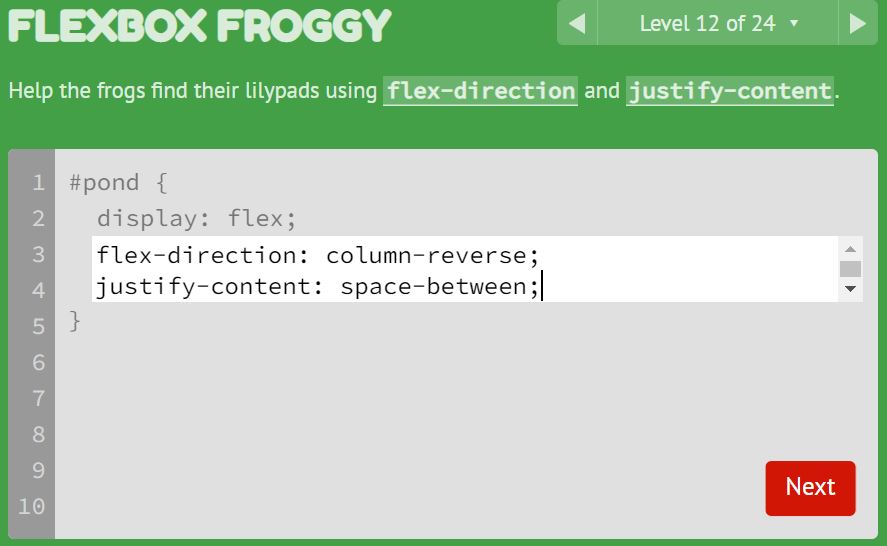 FLEXBOX FROGGY
Level 12 of 24
Help the frogs find their lilypads using flex-direction and justify-content.
1 #pond {
2 display: flex;
3 flex-direction: column-reverse;
4 justify-content: space-between;
5 }
6
7
8
9
10
Next